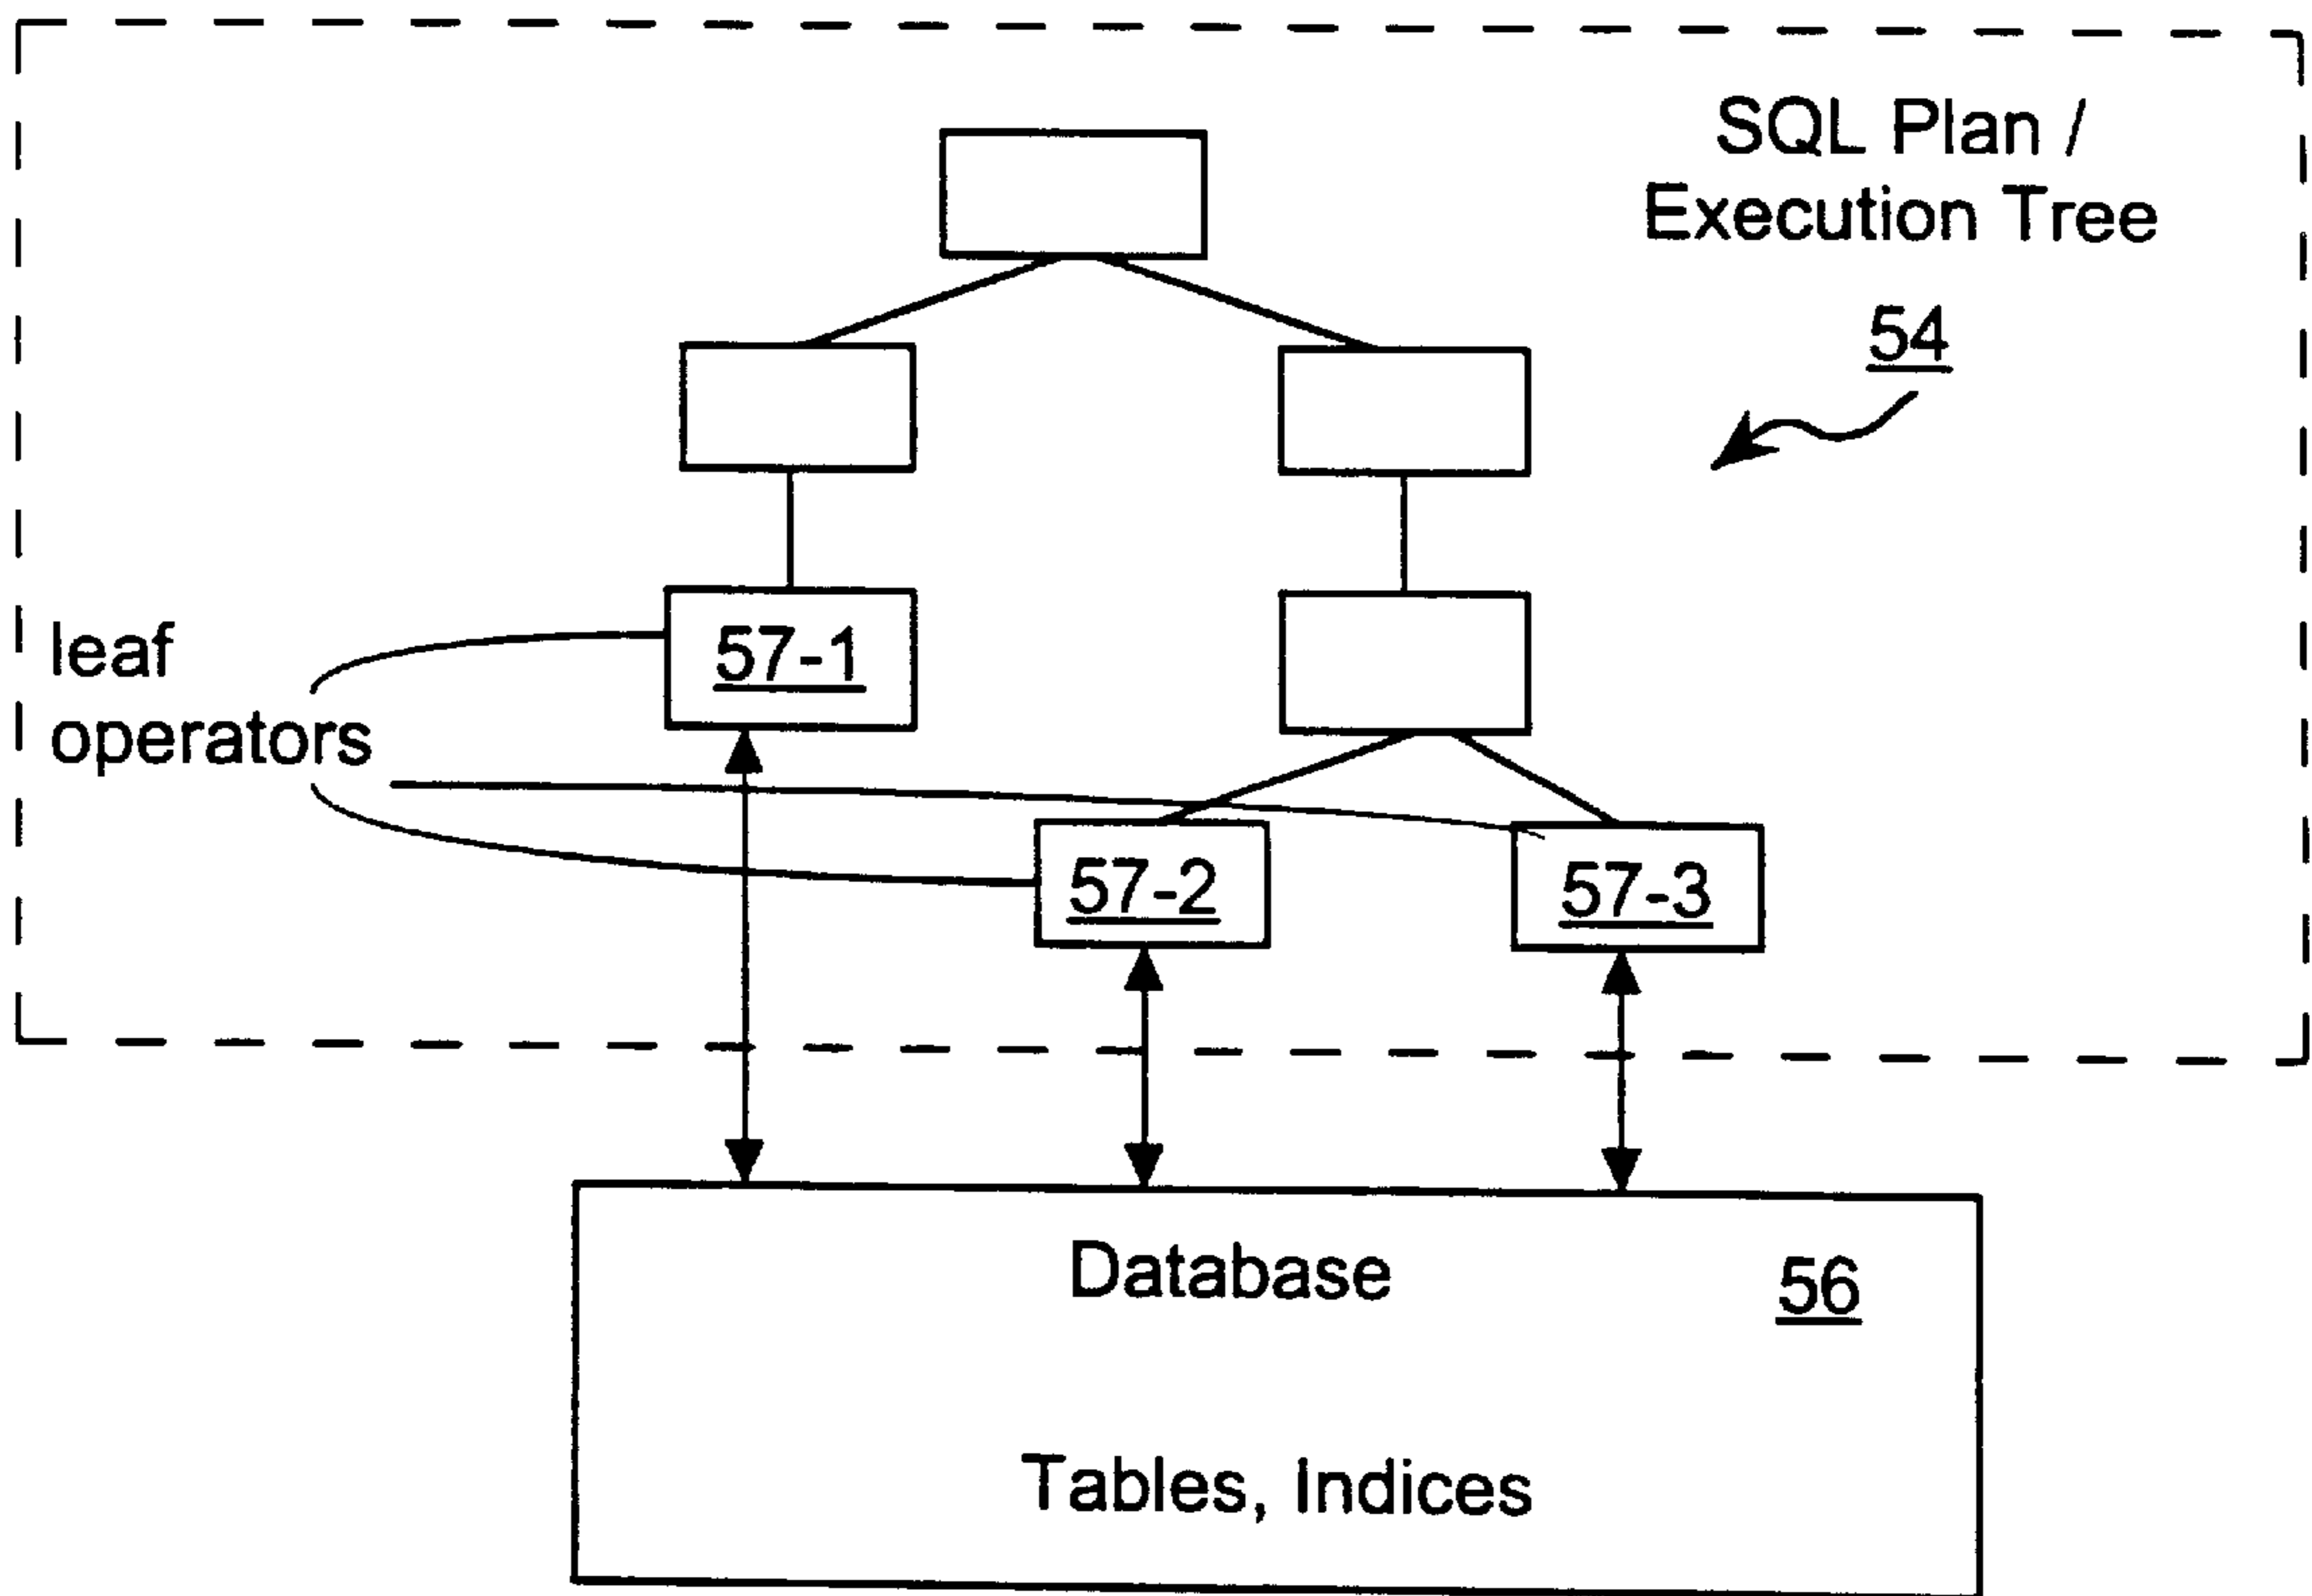 SQL Plan /
Execution Tree
54
leaf
operators
57-1
57-2
57-3
Database
56
Tables, Indices